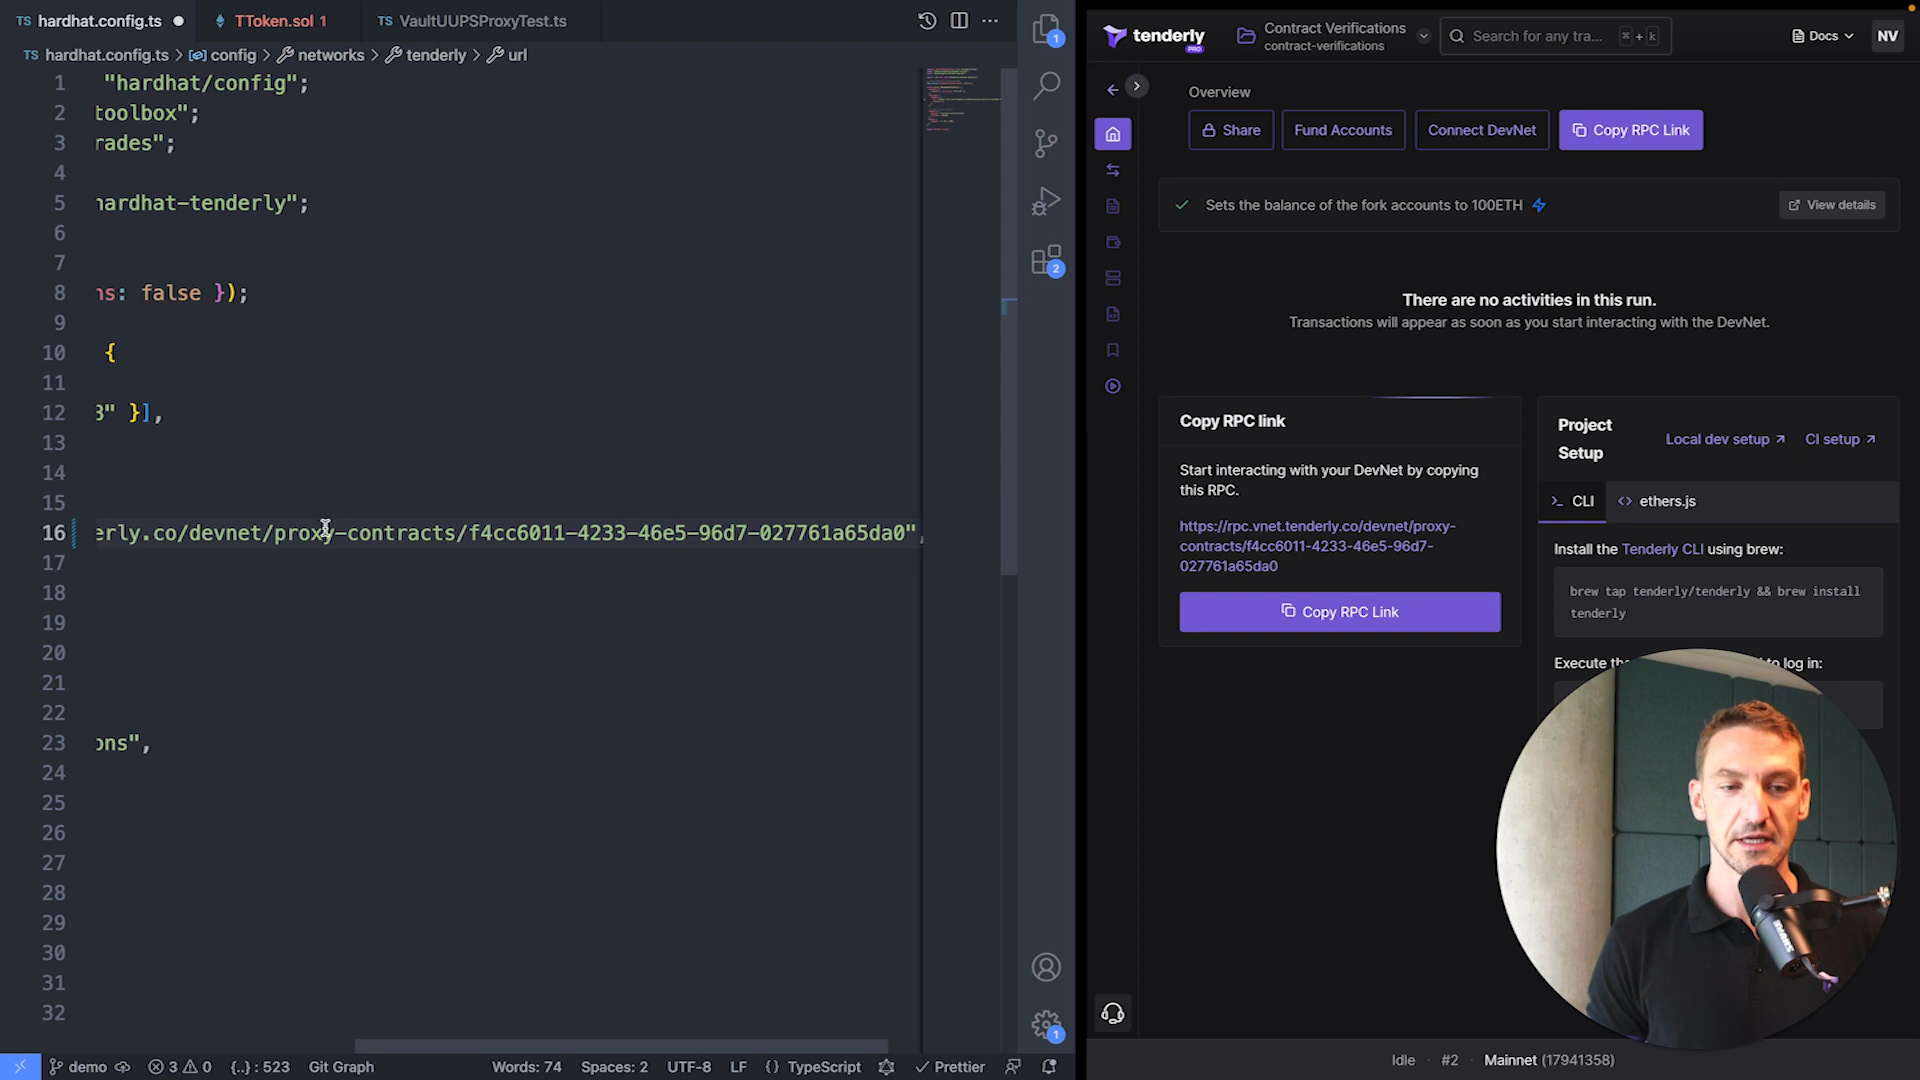 TS hardhat.config.ts
TToken.sol 1
TS VaultUUPSProxyTest.ts
TS hardhat.config.ts > config > networks > tenderly > url
1 "hardhat/config";
2 toolbox";
3 rades";
4
5 hardhat-tenderly";
6
7
8 ns: false });
9
10 {
11
12 8" }],
13
14
15
16 erly.co/devnet/proxy-contracts/f4cc6011-4233-46e5-96d7-027761a65da0",
17
18
19
20
21
22
23 ons",
24
25
26
27
28
29
30
31
32
1
2
1
demo 3 0 {..} : 523 Git Graph Words: 74 Spaces: 2 UTF-8 LF {} TypeScript Prettier
tenderly
PRO
Contract Verifications
contract-verifications
Search for any tra... ⌘ + k
Docs
NV
Overview
Share
Fund Accounts
Connect DevNet
Copy RPC Link
Sets the balance of the fork accounts to 100ETH
View details
There are no activities in this run.
Transactions will appear as soon as you start interacting with the DevNet.
Copy RPC link
Start interacting with your DevNet by copying
this RPC.
https://rpc.vnet.tenderly.co/devnet/proxy-
contracts/f4cc6011-4233-46e5-96d7-
027761a65da0
Copy RPC Link
Project
Setup
Local dev setup
CI setup
CLI
ethers.js
Install the Tenderly CLI using brew:
brew tap tenderly/tenderly && brew install
tenderly
Execute to log in:
Idle #2 Mainnet (17941358)